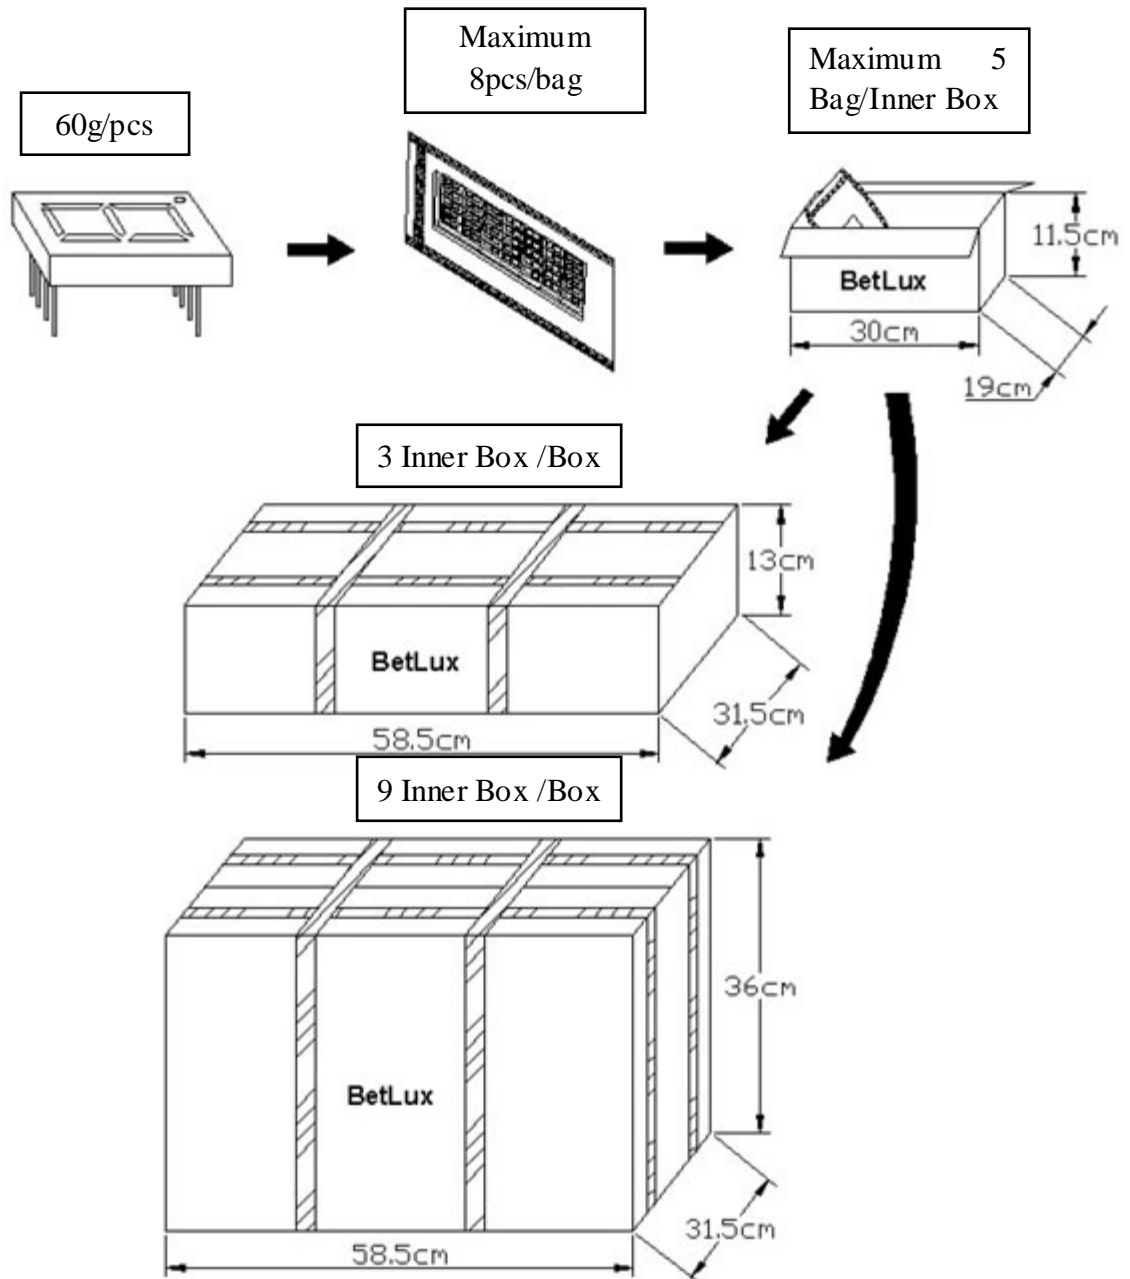 Maximum
8pcs/bag
Maximum 5
Bag/Inner Box
60g/pcs
11.5cm
BetLux
30cm
19cm
3 Inner Box /Box
13cm
BetLux
31.5cm
58.5cm
9 Inner Box /Box
36cm
BetLux
31.5cm
58.5cm